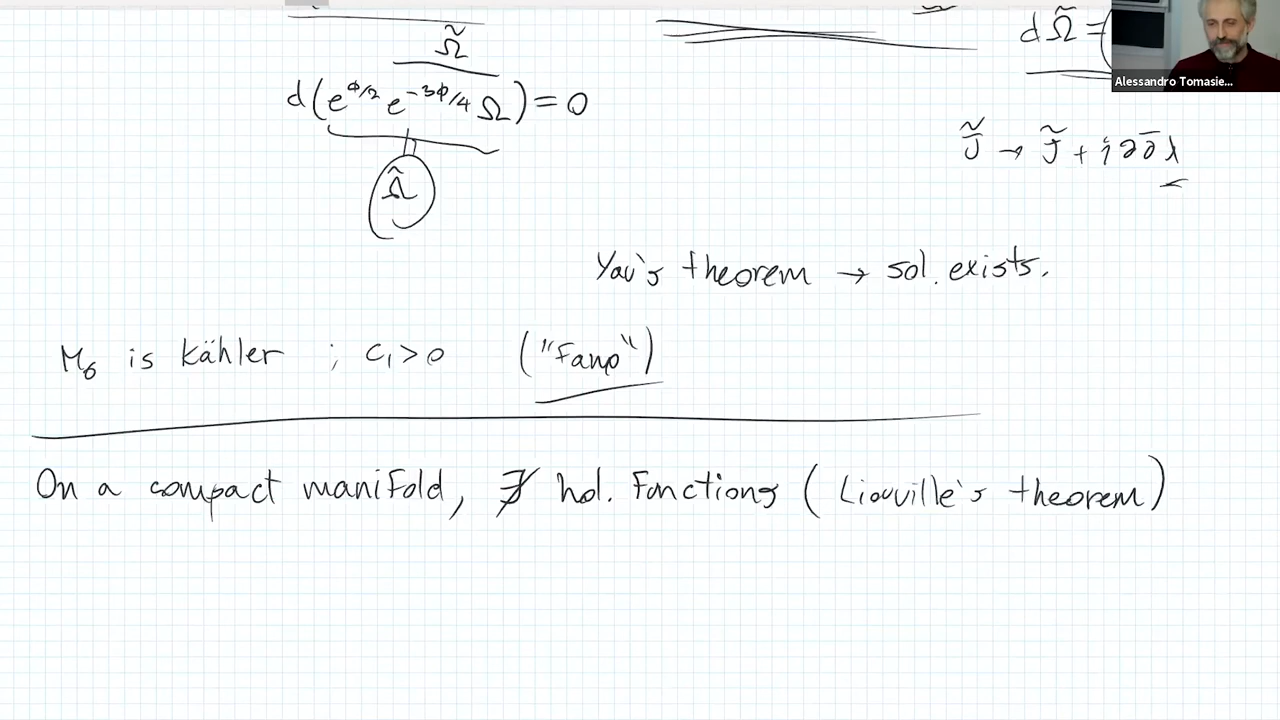 Ω̃
dΩ̃ = (
Alessandro Tomasie...
d(e^{φ/2} e^{-3φ/4} Ω) = 0
Ω̂
J̃ → J̃ + i∂∂̄λ
Yau's theorem → sol. exists.
M₆ is Kähler ; c₁ > 0 ("Fano")
On a compact manifold, ∄ hol. functions (Liouville's theorem)